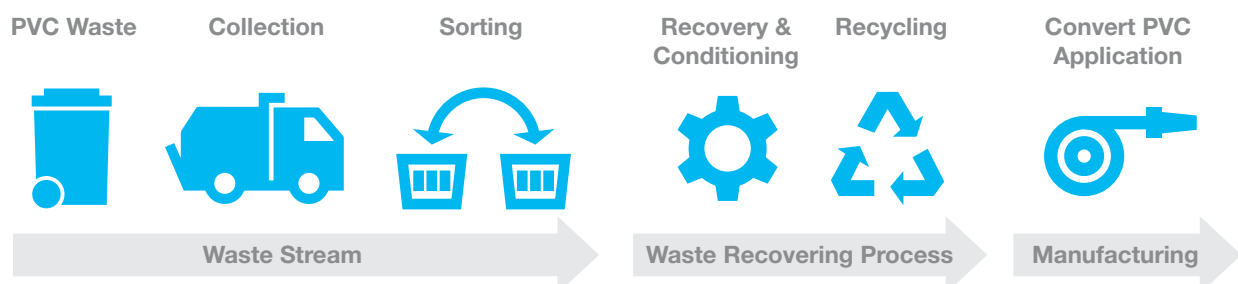 PVC Waste
Collection
Sorting
Recovery &
Conditioning
Recycling
Convert PVC
Application
Waste Stream
Waste Recovering Process
Manufacturing